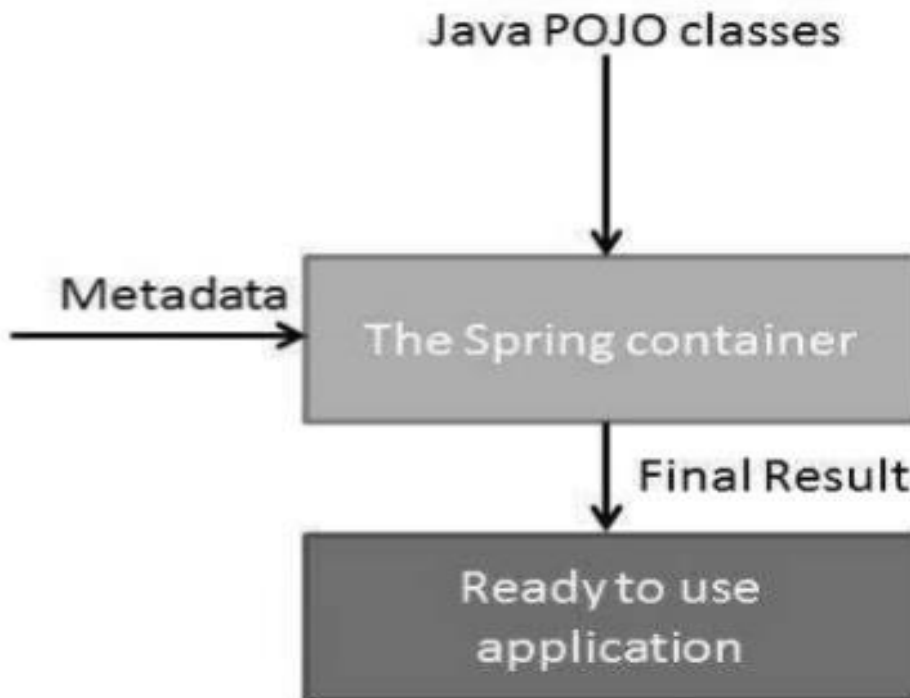 Java POJO classes
Metadata
The Spring container
Final Result
Ready to use
application